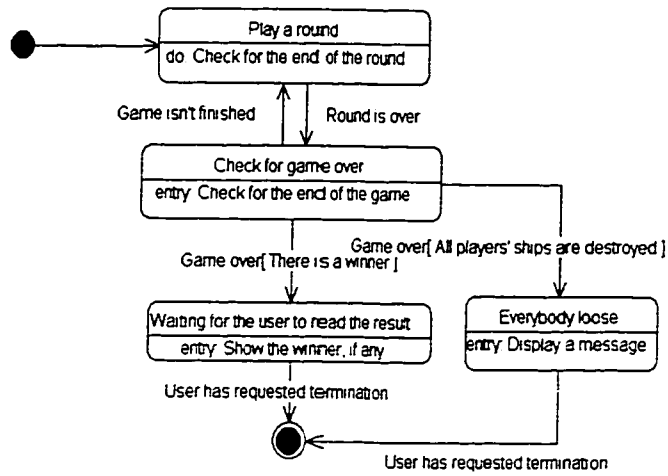 Play a round
do: Check for the end of the round
Game isn't finished
Round is over
Check for game over
entry: Check for the end of the game
Game over[ There is a winner ]
Game over[ All players' ships are destroyed ]
Waiting for the user to read the result
entry: Show the winner, if any
Everybody loose
entry: Display a message
User has requested termination
User has requested termination